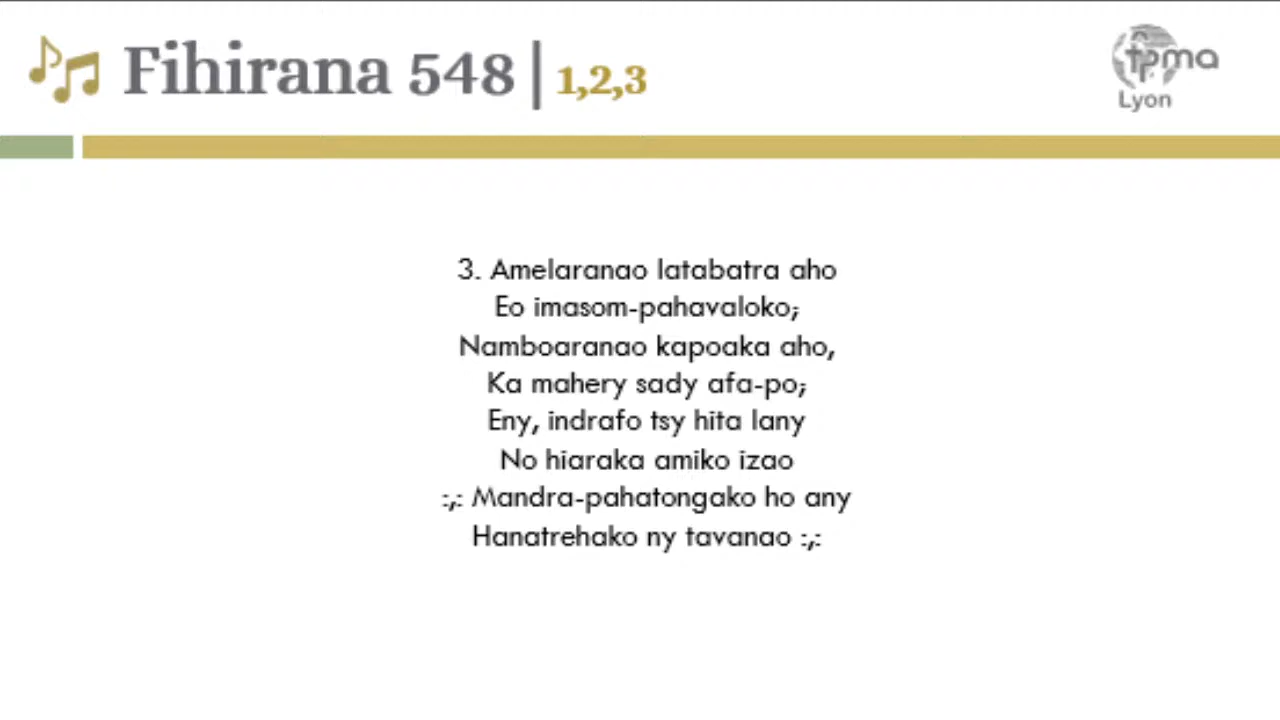 Fihirana 548 | 1,2,3
fpma
Lyon
3. Amelaranao latabatra aho
Eo imasom-pahavaloko;
Namboaranao kapoaka aho,
Ka mahery sady afa-po;
Eny, indrafo tsy hita lany
No hiaraka amiko izao
:,: Mandra-pahatongako ho any
Hanatrehako ny tavanao :,: